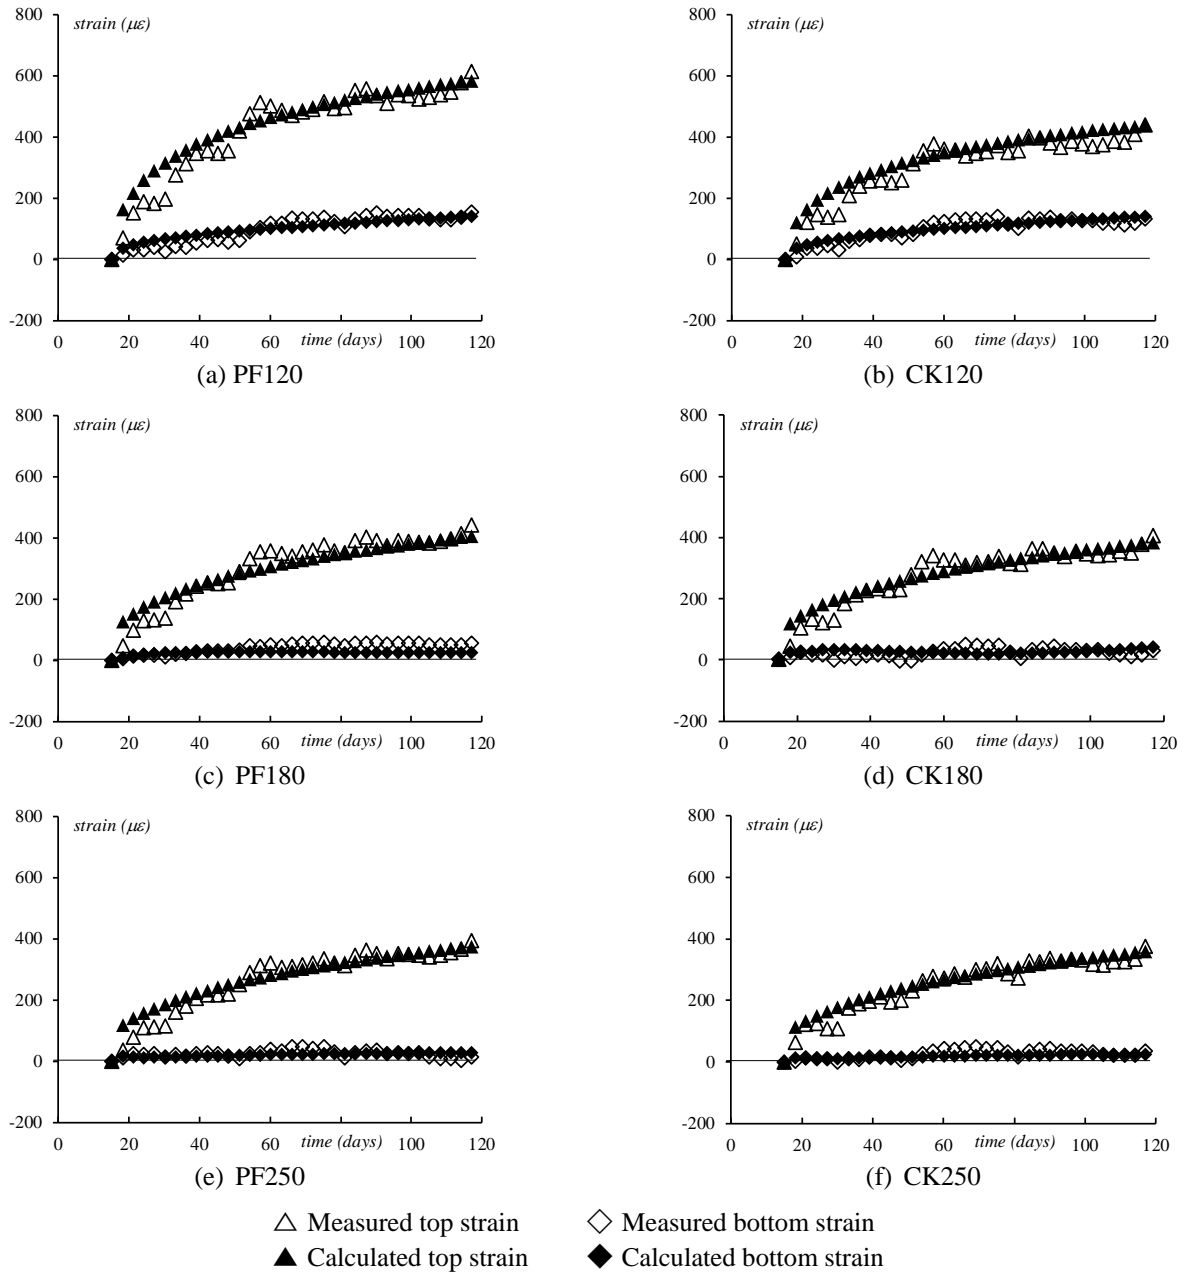 800
strain (με)
600
400
200
0
-200
0 20 40 60 time (days) 100 120
(a) PF120
800
strain (με)
600
400
200
0
-200
0 20 40 60 time (days) 100 120
(b) CK120
800
strain (με)
600
400
200
0
-200
0 20 40 60 time (days) 100 120
(c) PF180
800
strain (με)
600
400
200
0
-200
0 20 40 60 time (days) 100 120
(d) CK180
800
strain (με)
600
400
200
0
-200
0 20 40 60 time (days) 100 120
(e) PF250
800
strain (με)
600
400
200
0
-200
0 20 40 60 time (days) 100 120
(f) CK250
Measured top strain Measured bottom strain
Calculated top strain Calculated bottom strain